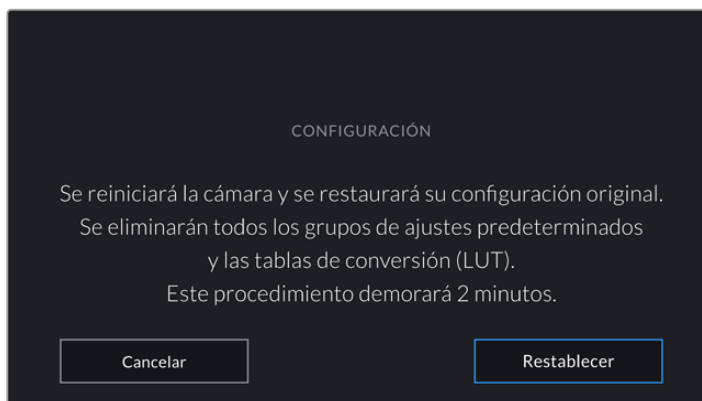 CONFIGURACIÓN
Se reiniciará la cámara y se restaurará su configuración original.
Se eliminarán todos los grupos de ajustes predeterminados
y las tablas de conversión (LUT).
Este procedimiento demorará 2 minutos.
Cancelar
Restablecer